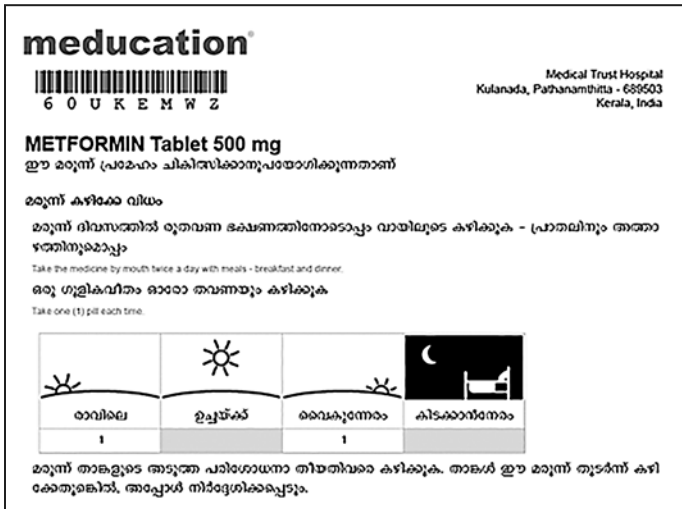 meducation®
6 0 U K E M W Z
Medical Trust Hospital
Kulanada, Pathanamthitta - 689503
Kerala, India
METFORMIN Tablet 500 mg
ഈ മരുന്ന് പ്രമേഹം ചികിത്സിക്കാനുപയോഗിക്കുന്നതാണ്
മരുന്ന് കഴിക്കേ വിധം
മരുന്ന് ദിവസത്തിൽ രുതവണ ഭക്ഷണത്തിനോടൊപ്പം വായിലൂടെ കഴിക്കുക - പ്രാതലിനും അത്താ
ഴത്തിനുമൊപ്പം
Take the medicine by mouth twice a day with meals - breakfast and dinner.
ഒരു ഗുളികവീതം ഓരോ തവണയും കഴിക്കുക
Take one (1) pill each time.
രാവിലെ ഉച്ചയ്ക്ക് വൈകുന്നേരം കിടക്കാൻനേരം
1 1
മരുന്ന് താങ്കളുടെ അടുത്ത പരിശോധനാ തീയതിവരെ കഴിക്കുക. താങ്കൾ ഈ മരുന്ന് തുടർന്ന് കഴി
ക്കേതുങ്കെിൽ, അപ്പോൾ നിർദ്ദേശിക്കപ്പെടും.